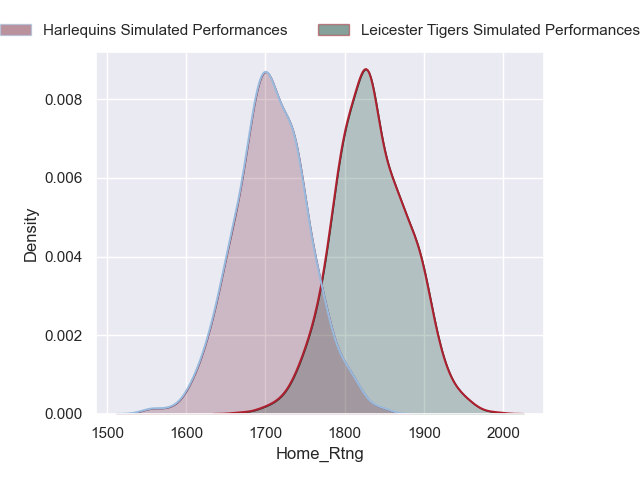 Harlequins Simulated Performances Leicester Tigers Simulated Performances
0.008
0.006
0.004
0.002
0.000
Density
1500 1600 1700 1800 1900 2000
Home_Rtng